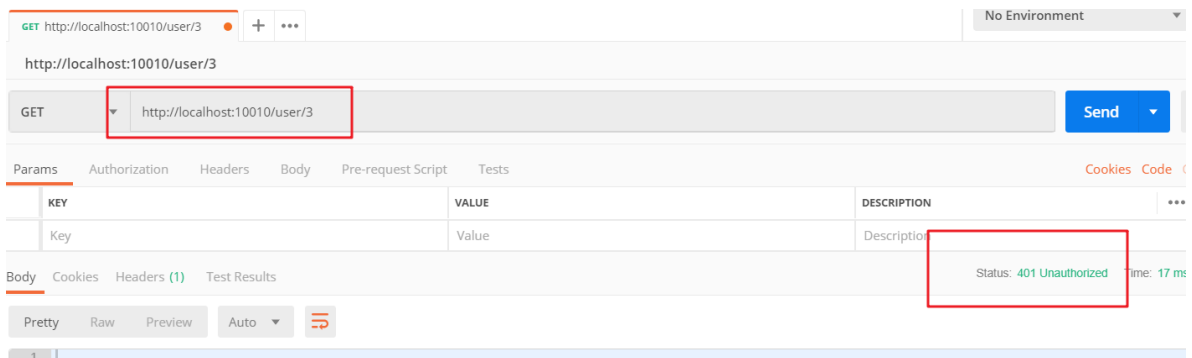 GET http://localhost:10010/user/3
No Environment
http://localhost:10010/user/3
GET http://localhost:10010/user/3 Send
Params Authorization Headers Body Pre-request Script Tests Cookies Code
KEY VALUE DESCRIPTION
Key Value Description
Body Cookies Headers (1) Test Results Status: 401 Unauthorized Time: 17 ms
Pretty Raw Preview Auto
1